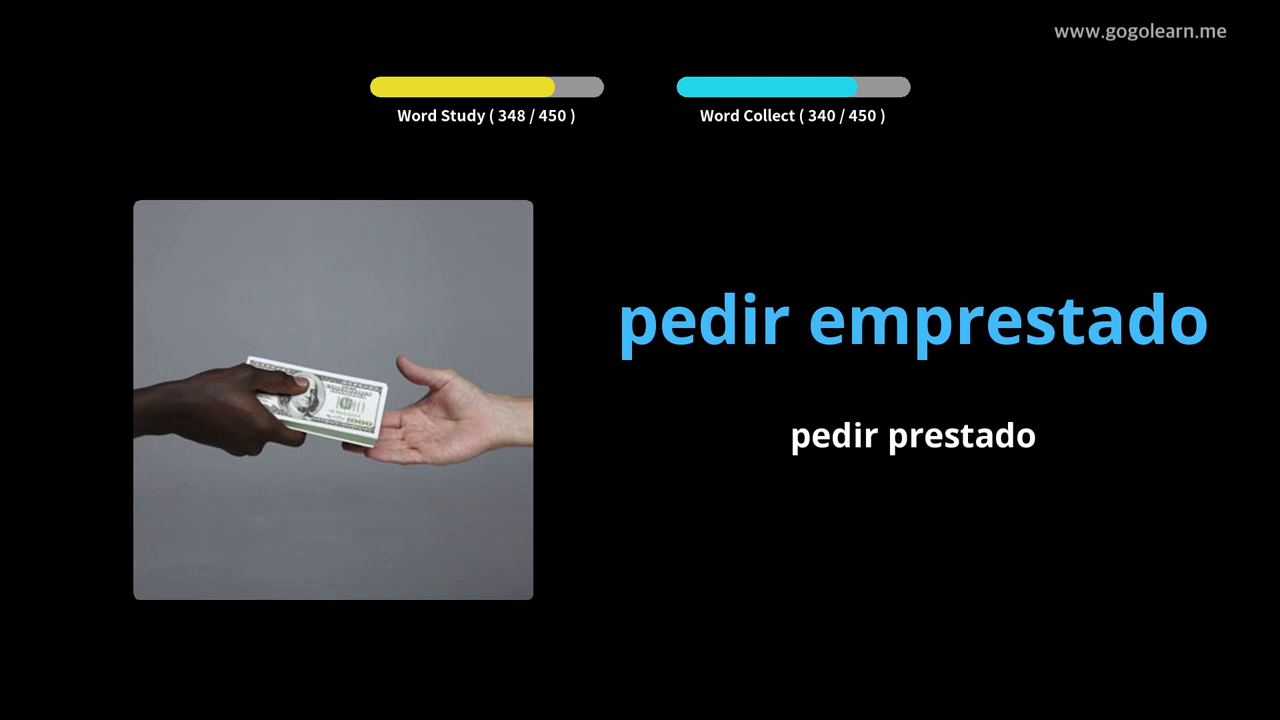 www.gogolearn.me
Word Study ( 348 / 450 )
Word Collect ( 340 / 450 )
pedir emprestado
pedir prestado